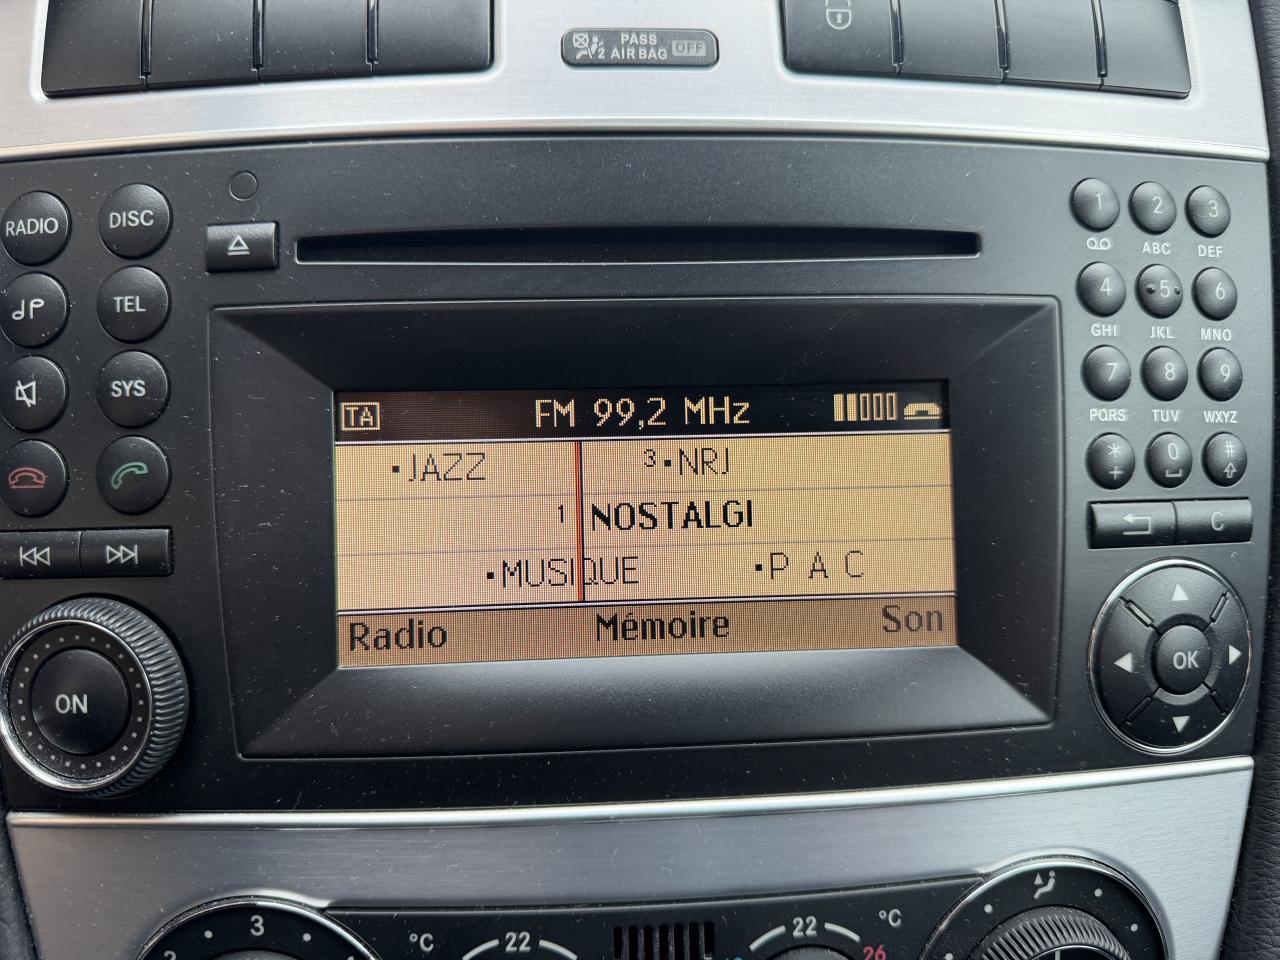 PASS
2 AIRBAG OFF
RADIO
DISC
TEL
SYS
ON
TA
FM 99,2 MHz
·JAZZ
3·NRJ
1 NOSTALGI
·MUSIQUE
·P A C
Radio
Mémoire
Son
1
2 ABC
3 DEF
4 GHI
5 JKL
6 MNO
7 PQRS
8 TUV
9 WXYZ
* +
0
#
C
OK
3
2
°C
22
22
°C
26